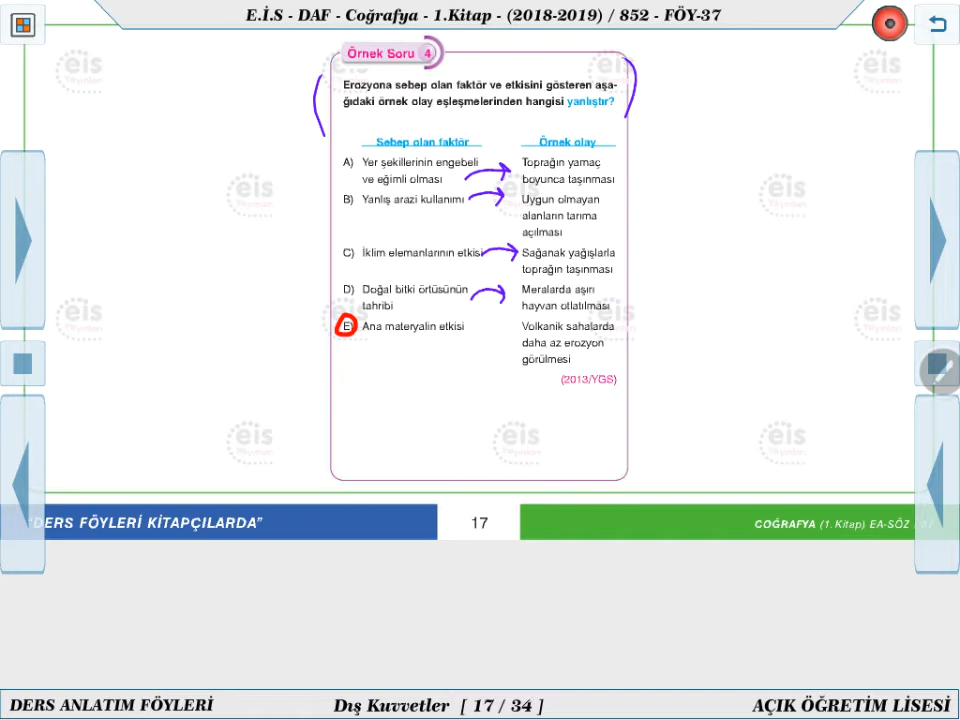 E.İ.S - DAF - Coğrafya - 1.Kitap - (2018-2019) / 852 - FÖY-37
Örnek Soru 4
Erozyona sebep olan faktör ve etkisini gösteren aşa-
ğıdaki örnek olay eşleşmelerinden hangisi yanlıştır?
Sebep olan faktör
Örnek olay
A) Yer şekillerinin engebeli
ve eğimli olması
Toprağın yamaç
boyunca taşınması
B) Yanlış arazi kullanımı
Uygun olmayan
alanların tarıma
açılması
C) İklim elemanlarının etkisi
Sağanak yağışlarla
toprağın taşınması
D) Doğal bitki örtüsünün
tahribi
Meralarda aşırı
hayvan otlatılması
E) Ana materyalin etkisi
Volkanik sahalarda
daha az erozyon
görülmesi
(2013/YGS)
eis
Yayınları
"DERS FÖYLERİ KİTAPÇILARDA"
17
COĞRAFYA (1. Kitap) EA-SÖZ
DERS ANLATIM FÖYLERİ
Dış Kuvvetler [ 17 / 34 ]
AÇIK ÖĞRETİM LİSESİ